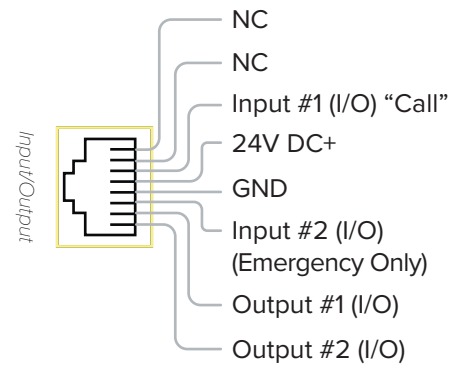 NC
NC
Input #1 (I/O) “Call”
24V DC+
GND
Input #2 (I/O)
(Emergency Only)
Output #1 (I/O)
Output #2 (I/O)
Input/Output